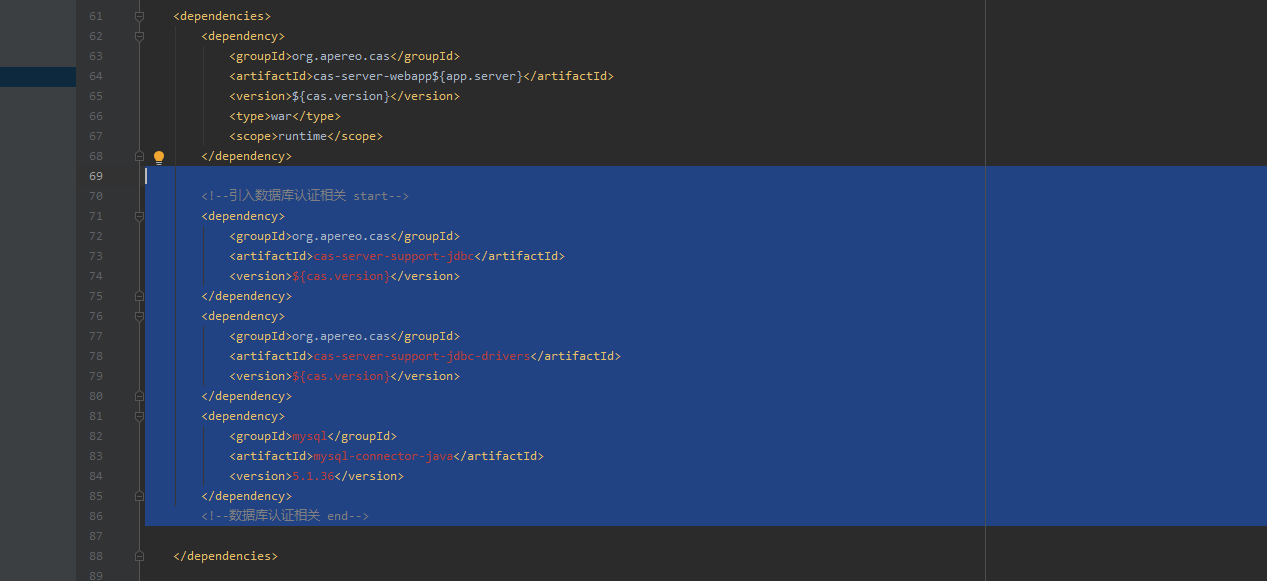 61 <dependencies>
62 <dependency>
63 <groupId>org.apereo.cas</groupId>
64 <artifactId>cas-server-webapp${app.server}</artifactId>
65 <version>${cas.version}</version>
66 <type>war</type>
67 <scope>runtime</scope>
68 </dependency>
69
70 <!--引入数据库认证相关 start-->
71 <dependency>
72 <groupId>org.apereo.cas</groupId>
73 <artifactId>cas-server-support-jdbc</artifactId>
74 <version>${cas.version}</version>
75 </dependency>
76 <dependency>
77 <groupId>org.apereo.cas</groupId>
78 <artifactId>cas-server-support-jdbc-drivers</artifactId>
79 <version>${cas.version}</version>
80 </dependency>
81 <dependency>
82 <groupId>mysql</groupId>
83 <artifactId>mysql-connector-java</artifactId>
84 <version>5.1.36</version>
85 </dependency>
86 <!--数据库认证相关 end-->
87
88 </dependencies>
89